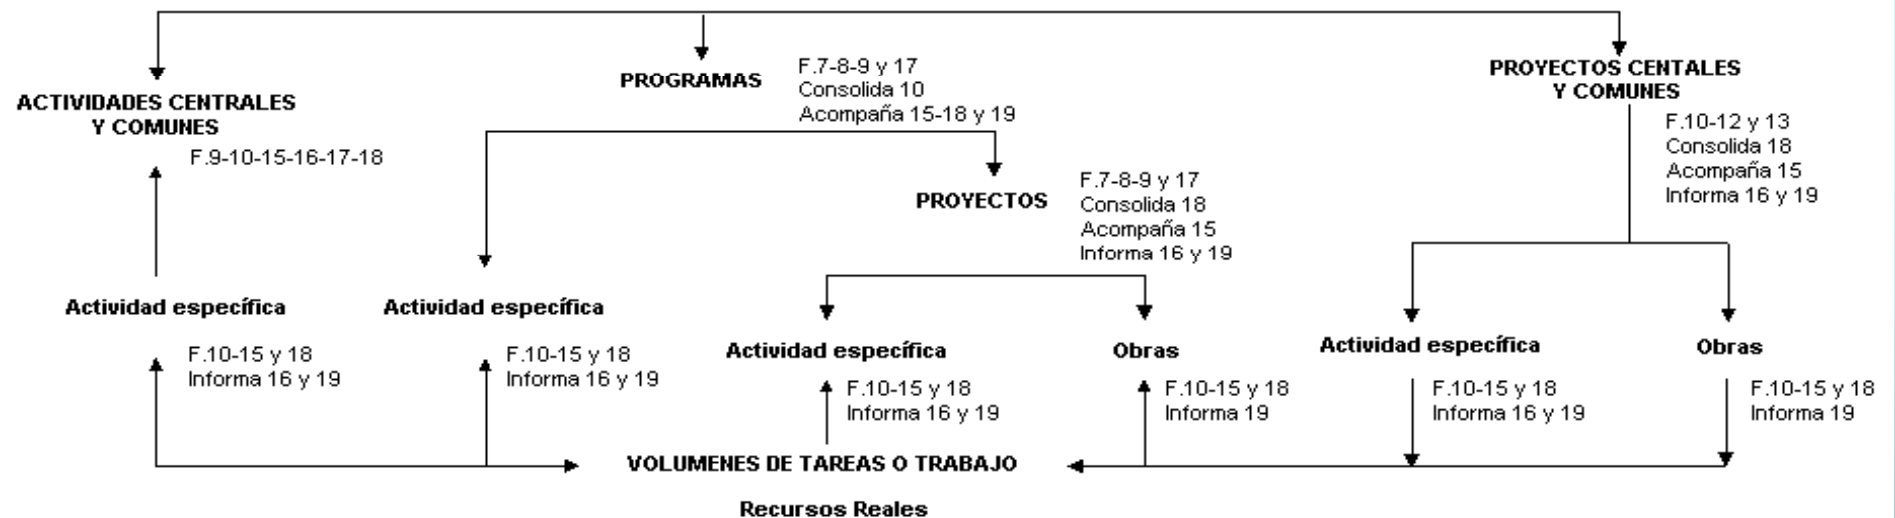 PROGRAMAS
F.7-8-9 y 17
Consolida 10
Acompaña 15-18 y 19
PROYECTOS CENTALES
Y COMUNES
F.10-12 y 13
Consolida 18
Acompaña 15
Informa 16 y 19
ACTIVIDADES CENTRALES
Y COMUNES
F.9-10-15-16-17-18
PROYECTOS
F.7-8-9 y 17
Consolida 18
Acompaña 15
Informa 16 y 19
Actividad específica
F.10-15 y 18
Informa 16 y 19
Actividad específica
F.10-15 y 18
Informa 16 y 19
Actividad específica
F.10-15 y 18
Informa 16 y 19
Obras
F.10-15 y 18
Informa 19
Actividad específica
F.10-15 y 18
Informa 16 y 19
Obras
F.10-15 y 18
Informa 19
VOLUMENES DE TAREAS O TRABAJO
Recursos Reales